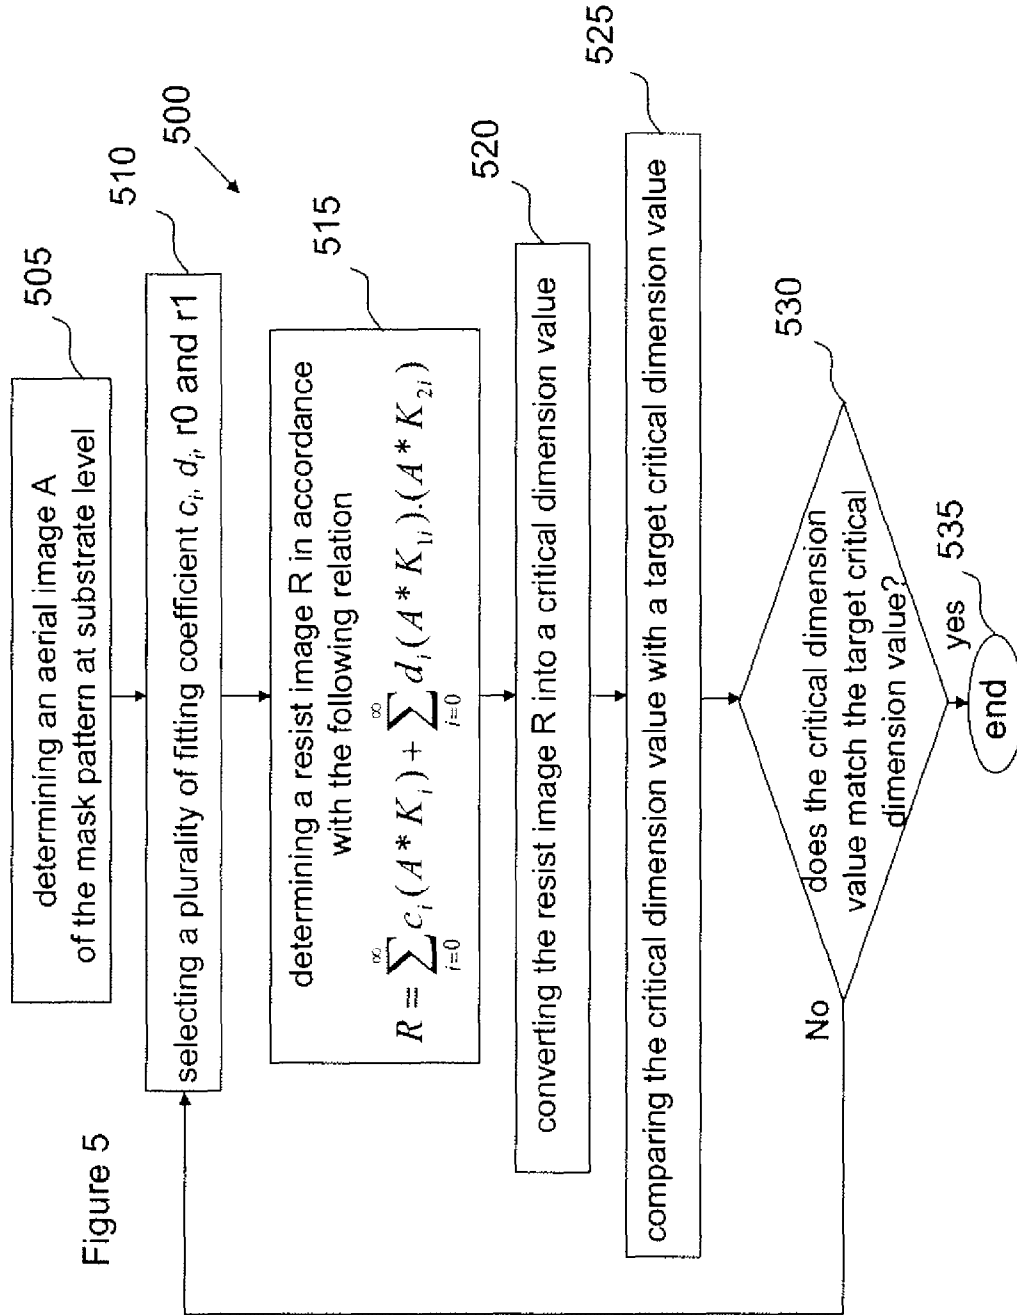 Figure 5
500
determining an aerial image A
of the mask pattern at substrate level
505
selecting a plurality of fitting coefficient c_i, d_i, r0 and r1
510
determining a resist image R in accordance
with the following relation
R = \sum_{i=0}^{\infty} c_i (A * K_i) + \sum_{i=0}^{\infty} d_i (A * K_{1i}).(A * K_{2i})
515
converting the resist image R into a critical dimension value
520
comparing the critical dimension value with a target critical dimension value
525
does the critical dimension
value match the target critical
dimension value?
530
No
yes
535
end